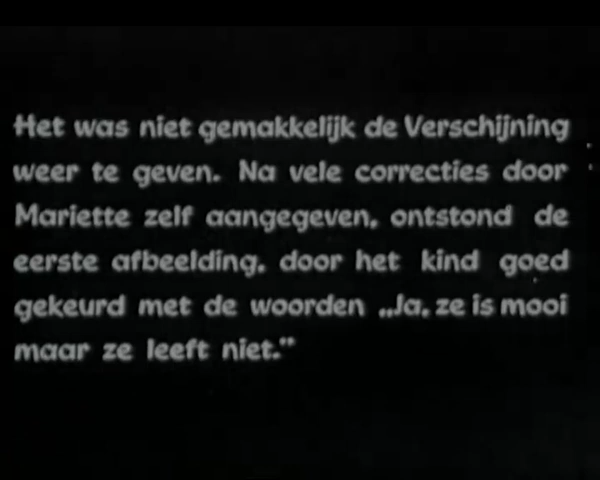 Het was niet gemakkelijk de Verschijning
weer te geven. Na vele correcties door
Mariette zelf aangegeven, ontstond de
eerste afbeelding, door het kind goed
gekeurd met de woorden „Ja, ze is mooi
maar ze leeft niet.”